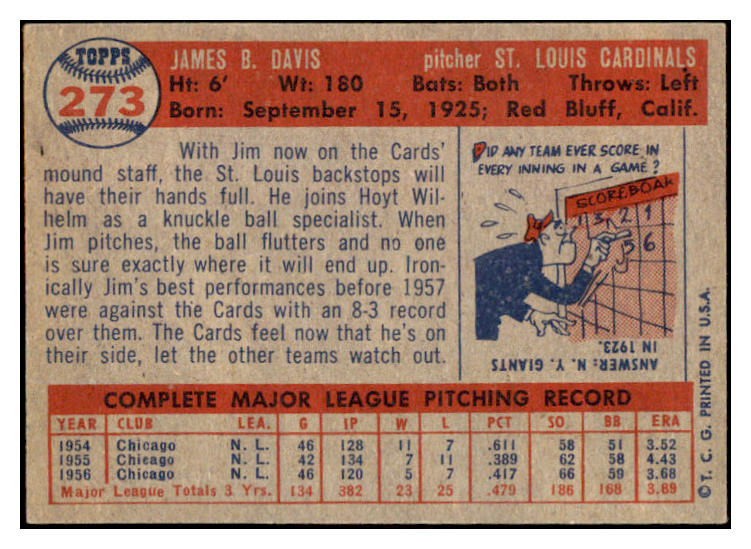 TOPPS
273
JAMES B. DAVIS pitcher ST. LOUIS CARDINALS
Ht: 6' Wt: 180 Bats: Both Throws: Left
Born: September 15, 1925; Red Bluff, Calif.
With Jim now on the Cards'
mound staff, the St. Louis backstops will
have their hands full. He joins Hoyt Wil-
helm as a knuckle ball specialist. When
Jim pitches, the ball flutters and no one
is sure exactly where it will end up. Iron-
ically Jim's best performances before 1957
were against the Cards with an 8-3 record
over them. The Cards feel now that he's on
their side, let the other teams watch out.
DID ANY TEAM EVER SCORE IN
EVERY INNING IN A GAME?
SCOREBOAR
1 3 2 1
5 6
ANSWER: N. Y. GIANTS
IN 1923.
COMPLETE MAJOR LEAGUE PITCHING RECORD
YEAR CLUB LEA. G IP W L PCT SO BB ERA
1954 Chicago N. L. 46 128 11 7 .611 58 51 3.52
1955 Chicago N. L. 42 134 7 11 .389 62 58 4.43
1956 Chicago N. L. 46 120 5 7 .417 66 59 3.68
Major League Totals 3 Yrs. 134 382 23 25 .479 186 168 3.89
© T. C. G. PRINTED IN U.S.A.